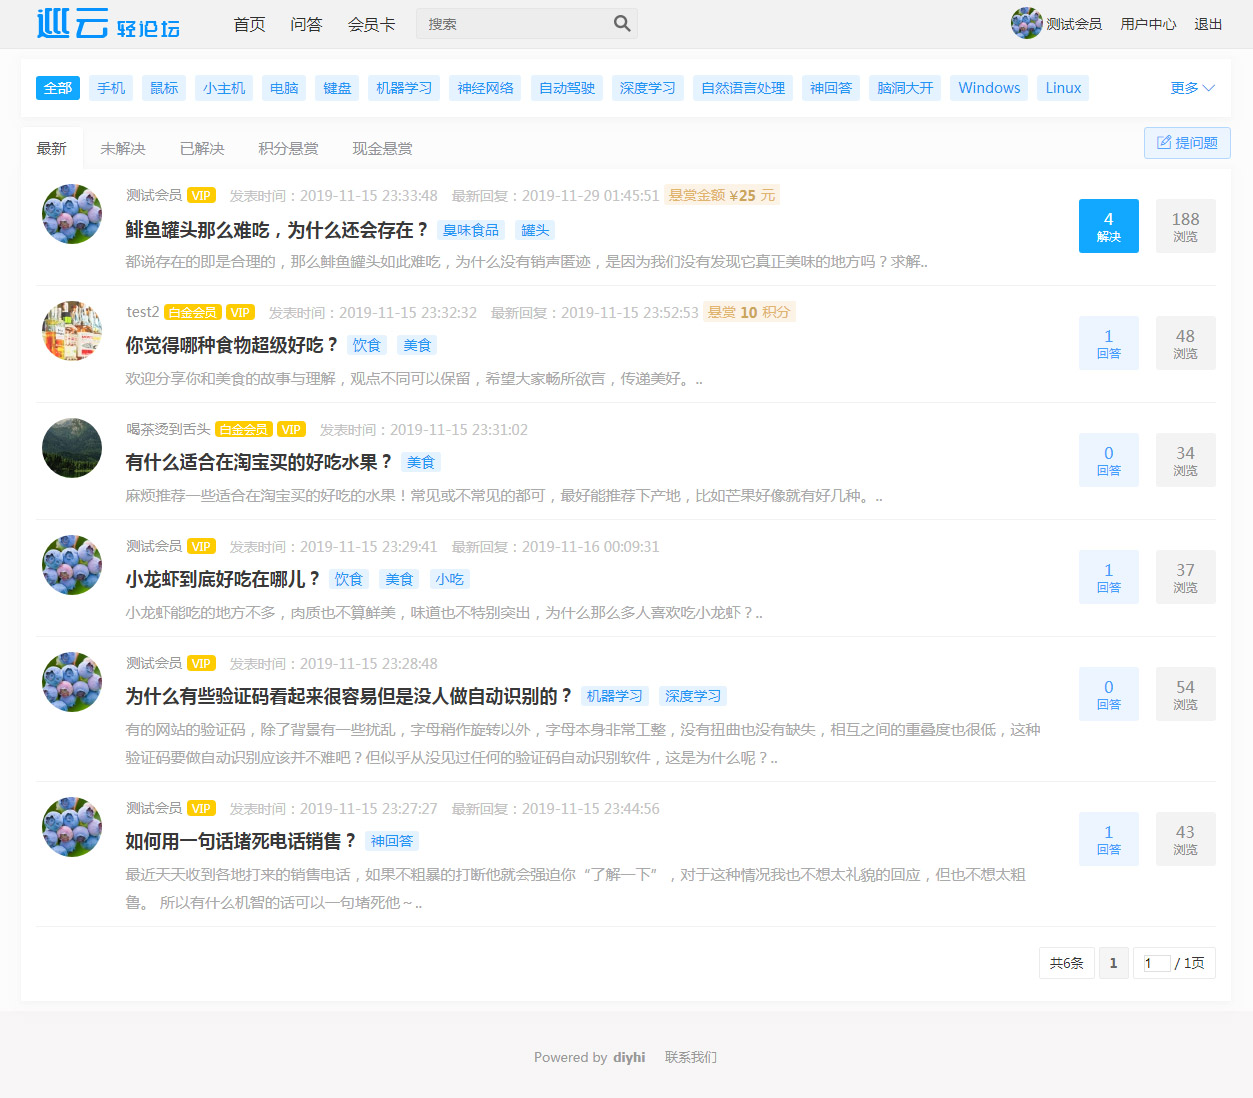 巡云 轻论坛 首页 问答 会员卡 搜索 测试会员 用户中心 退出
全部 手机 鼠标 小主机 电脑 键盘 机器学习 神经网络 自动驾驶 深度学习 自然语言处理 神回答 脑洞大开 Windows Linux 更多
最新 未解决 已解决 积分悬赏 现金悬赏 提问题
测试会员 VIP 发表时间：2019-11-15 23:33:48 最新回复：2019-11-29 01:45:51 悬赏金额 ¥25 元
鲱鱼罐头那么难吃，为什么还会存在？ 臭味食品 罐头
都说存在的即是合理的，那么鲱鱼罐头如此难吃，为什么没有销声匿迹，是因为我们没有发现它真正美味的地方吗？求解..
4 188
解决 浏览
test2 白金会员 VIP 发表时间：2019-11-15 23:32:32 最新回复：2019-11-15 23:52:53 悬赏 10 积分
你觉得哪种食物超级好吃？ 饮食 美食
欢迎分享你和美食的故事与理解，观点不同可以保留，希望大家畅所欲言，传递美好。..
1 48
回答 浏览
喝茶烫到舌头 白金会员 VIP 发表时间：2019-11-15 23:31:02
有什么适合在淘宝买的好吃水果？ 美食
麻烦推荐一些适合在淘宝买的好吃的水果！常见或不常见的都可，最好能推荐下产地，比如芒果好像就有好几种。..
0 34
回答 浏览
测试会员 VIP 发表时间：2019-11-15 23:29:41 最新回复：2019-11-16 00:09:31
小龙虾到底好吃在哪儿？ 饮食 美食 小吃
小龙虾能吃的地方不多，肉质也不算鲜美，味道也不特别突出，为什么那么多人喜欢吃小龙虾？..
1 37
回答 浏览
测试会员 VIP 发表时间：2019-11-15 23:28:48
为什么有些验证码看起来很容易但是没人做自动识别的？ 机器学习 深度学习
有的网站的验证码，除了背景有一些扰乱，字母稍作旋转以外，字母本身非常工整，没有扭曲也没有缺失，相互之间的重叠度也很低，这种
验证码要做自动识别应该并不难吧？但似乎从没见过任何的验证码自动识别软件，这是为什么呢？..
0 54
回答 浏览
测试会员 VIP 发表时间：2019-11-15 23:27:27 最新回复：2019-11-15 23:44:56
如何用一句话堵死电话销售？ 神回答
最近天天收到各地打来的销售电话，如果不粗暴的打断他就会强迫你“了解一下”，对于这种情况我也不想太礼貌的回应，但也不想太粗
鲁。 所以有什么机智的话可以一句堵死他～..
1 43
回答 浏览
共6条 1 1 / 1页
Powered by diyhi 联系我们